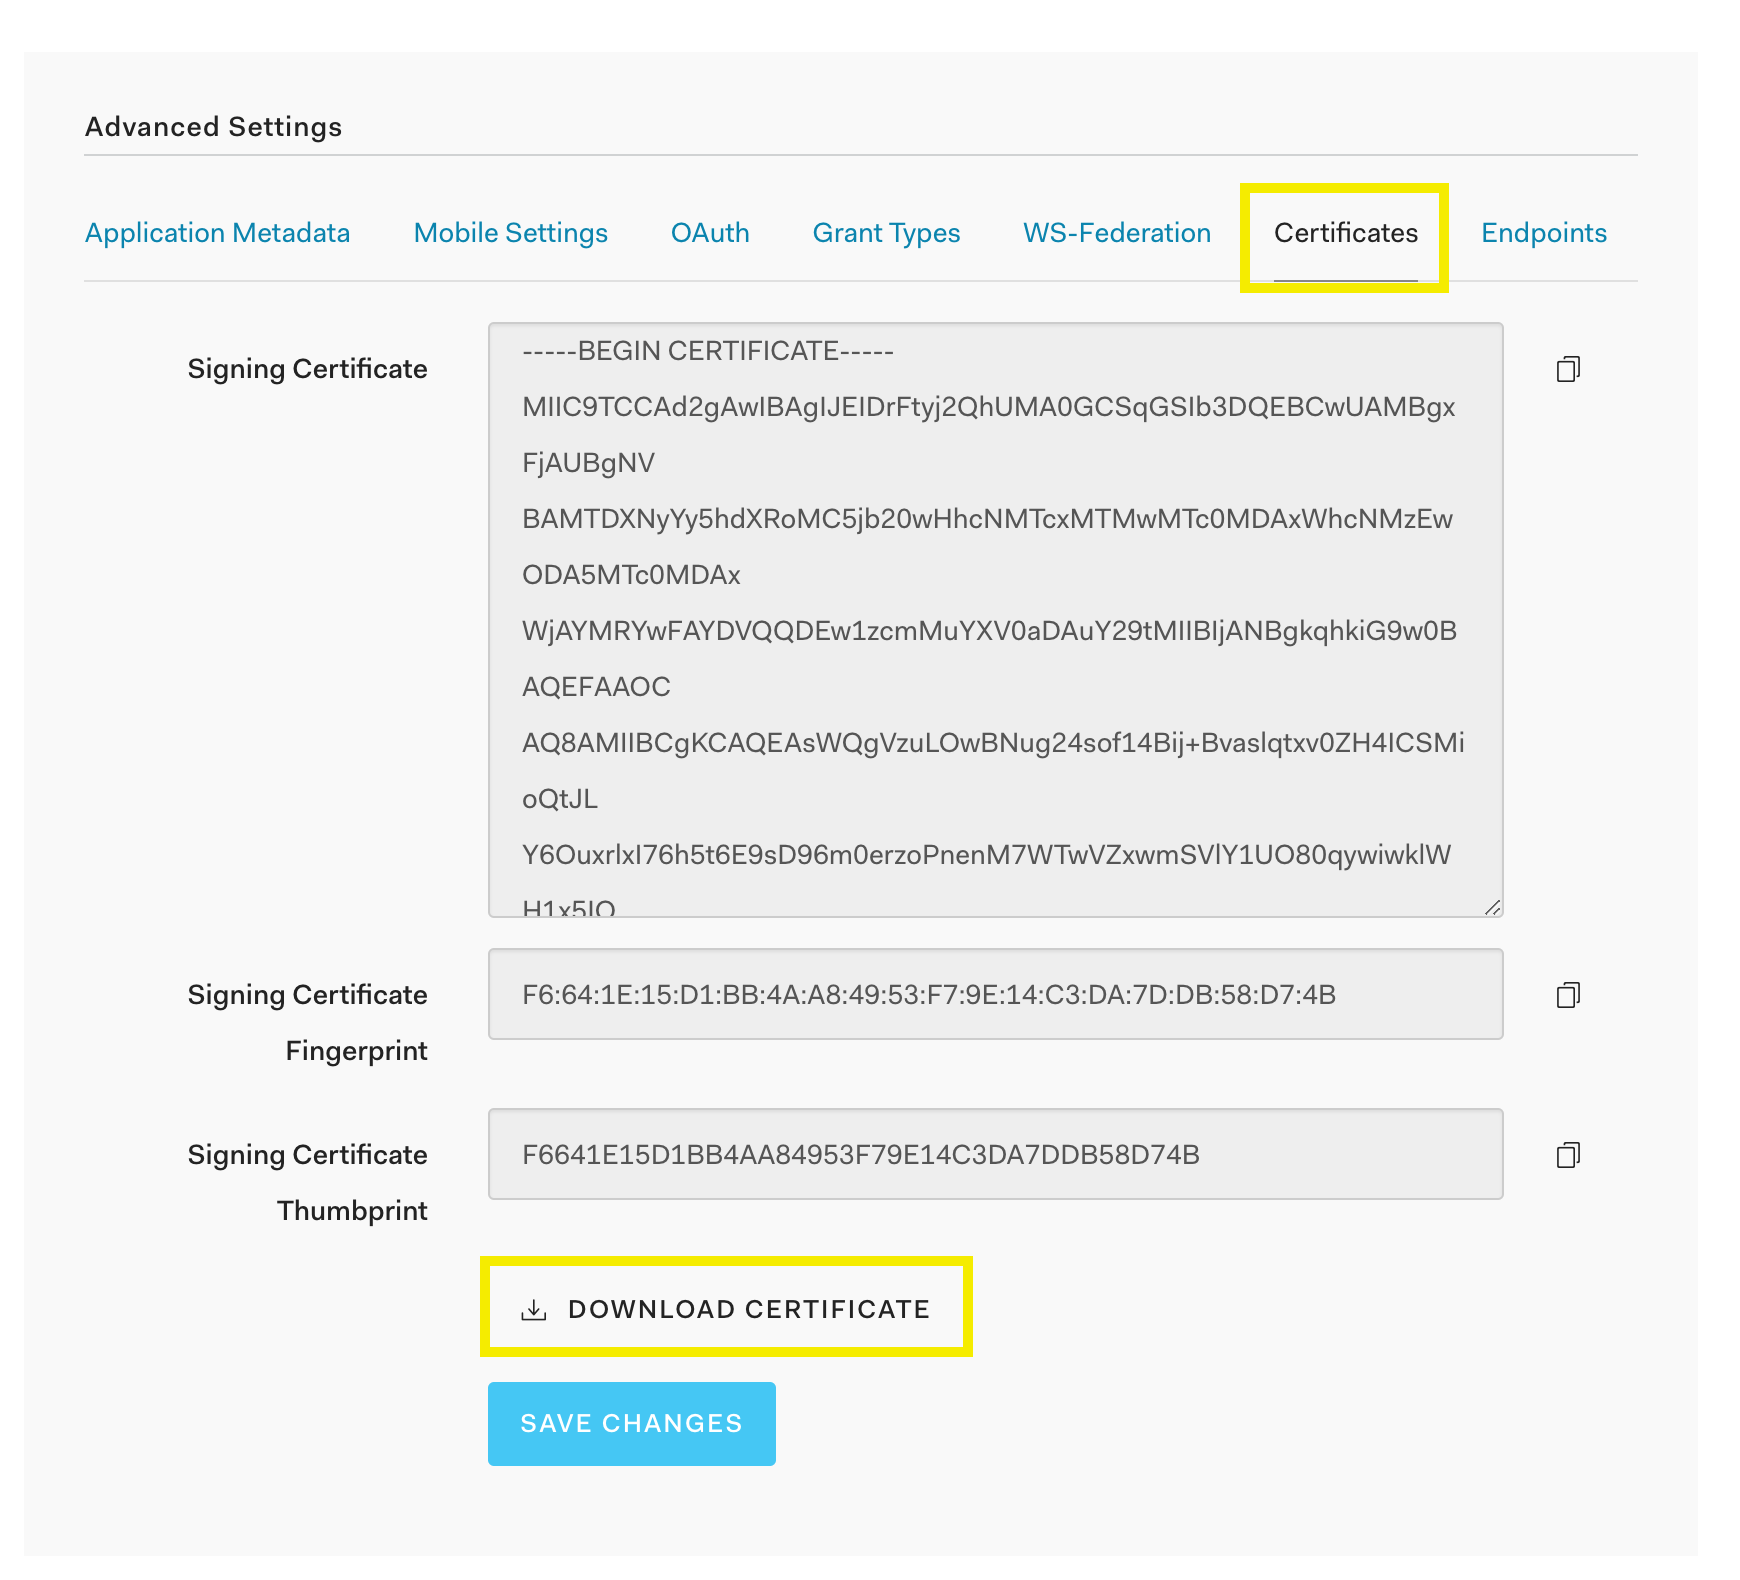 Advanced Settings
Application Metadata Mobile Settings OAuth Grant Types WS-Federation Certificates Endpoints
Signing Certificate
-----BEGIN CERTIFICATE-----
MIIC9TCCAd2gAwIBAgIJEIDrFtyj2QhUMA0GCSqGSIb3DQEBCwUAMBgx
FjAUBgNV
BAMTDXNyYy5hdXRoMC5jb20wHhcNMTcxMTMwMTc0MDAxWhcNMzEw
ODA5MTc0MDAx
WjAYMRYwFAYDVQQDEw1zcmMuYXV0aDAuY29tMIIBIjANBgkqhkiG9w0B
AQEFAAOC
AQ8AMIIBCgKCAQEAsWQgVzuLOwBNug24sof14Bij+Bvaslqtxv0ZH4ICSMi
oQtJL
Y6OuxrlxI76h5t6E9sD96m0erzoPnenM7WTwVZxwmSVlY1UO80qywiwklW
H1x5IQ
Signing Certificate
Fingerprint
F6:64:1E:15:D1:BB:4A:A8:49:53:F7:9E:14:C3:DA:7D:DB:58:D7:4B
Signing Certificate
Thumbprint
F6641E15D1BB4AA84953F79E14C3DA7DDB58D74B
DOWNLOAD CERTIFICATE
SAVE CHANGES